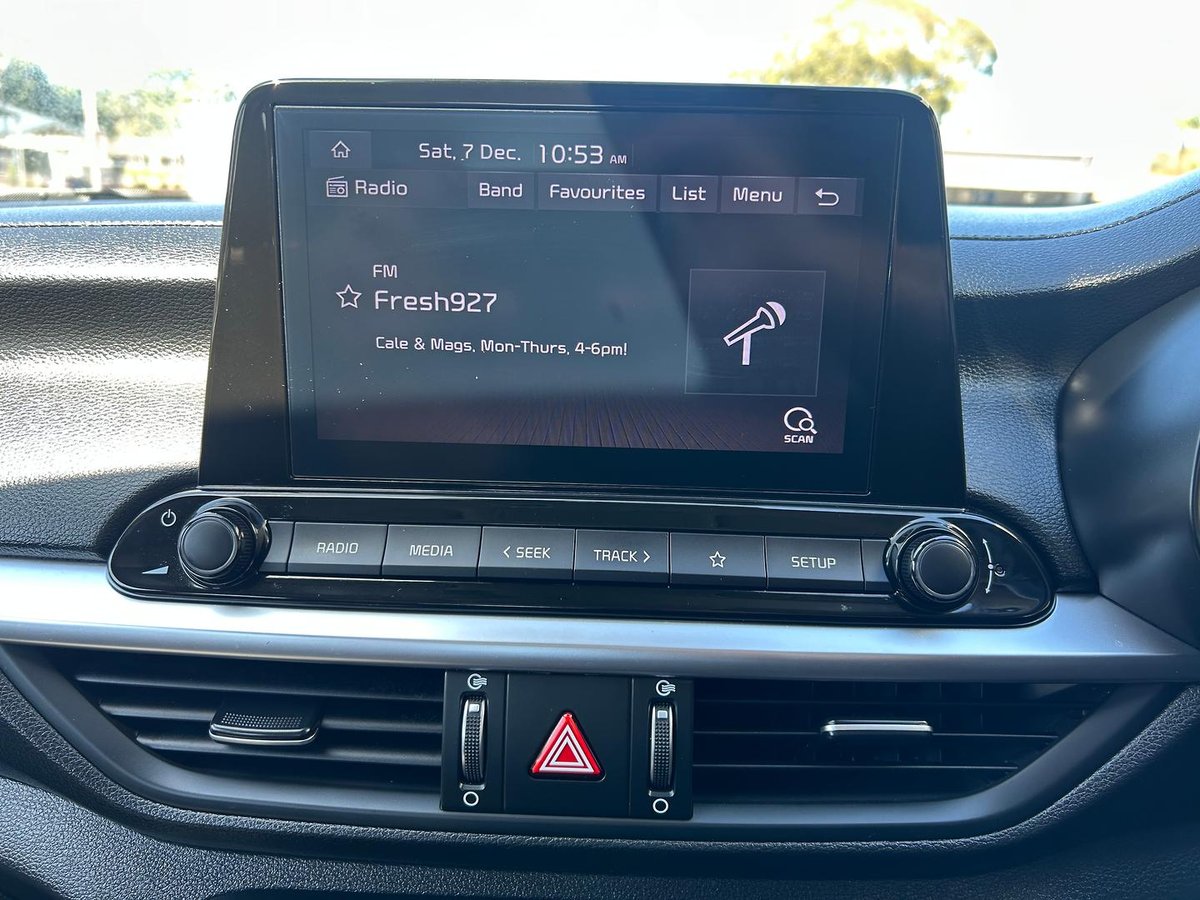 Sat, 7 Dec. 10:53 AM
Radio Band Favourites List Menu
FM
Fresh927
Cale & Mags, Mon-Thurs, 4-6pm!
SCAN
RADIO MEDIA < SEEK TRACK > SETUP